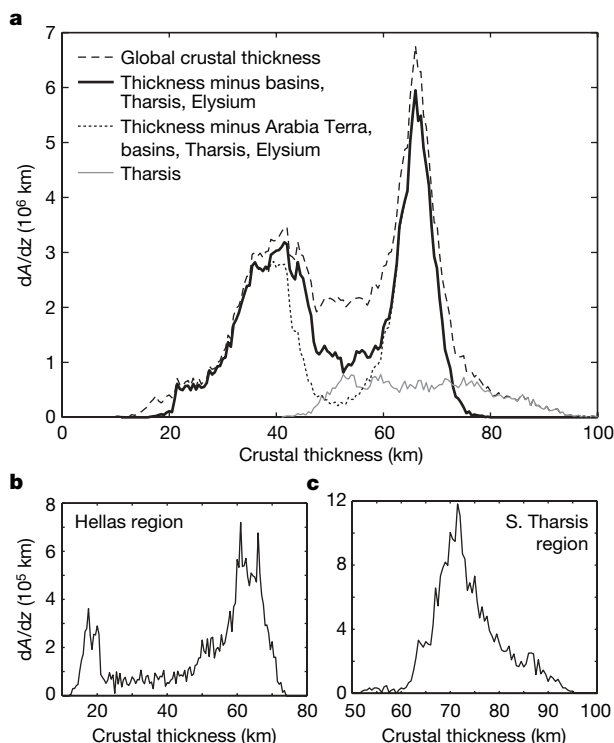 a
7
6
5
4
3
2
1
0
dA/dz (10⁶ km)
Global crustal thickness
Thickness minus basins,
Tharsis, Elysium
Thickness minus Arabia Terra,
basins, Tharsis, Elysium
Tharsis
0 20 40 60 80 100
Crustal thickness (km)
b
8
6
4
2
0
dA/dz (10⁵ km)
Hellas region
20 40 60 80
Crustal thickness (km)
c
12
8
4
0
S. Tharsis
region
50 60 70 80 90 100
Crustal thickness (km)